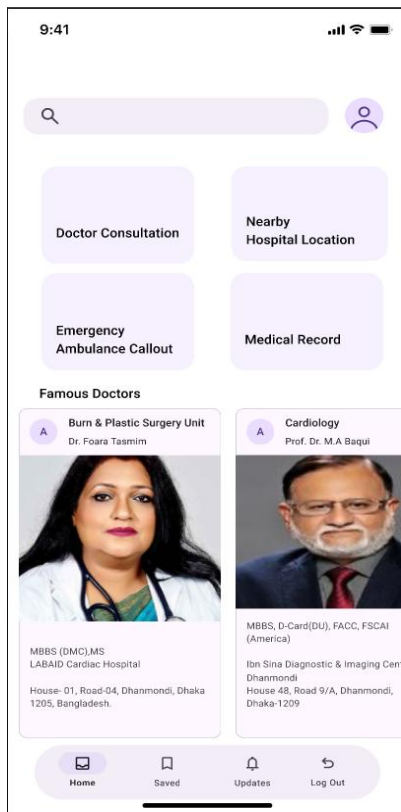 9:41
Doctor Consultation
Nearby
Hospital Location
Emergency
Ambulance Callout
Medical Record
Famous Doctors
A
Burn & Plastic Surgery Unit
Dr. Foara Tasmim
MBBS (DMC),MS
LABAID Cardiac Hospital
House- 01, Road-04, Dhanmondi, Dhaka
1205, Bangladesh.
A
Cardiology
Prof. Dr. M.A Baqui
MBBS, D-Card(DU), FACC, FSCAI
(America)
Ibn Sina Diagnostic & Imaging Cent
Dhanmondi
House 48, Road 9/A, Dhanmondi,
Dhaka-1209
Home
Saved
Updates
Log Out